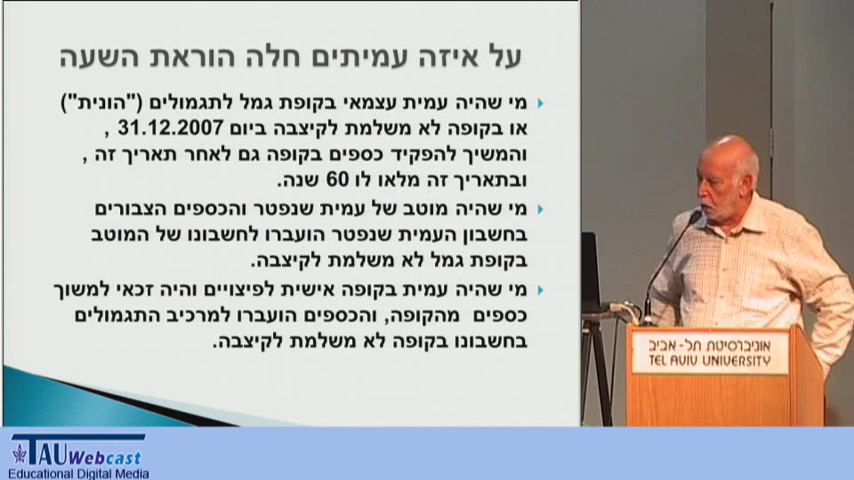 על איזה עמיתים חלה הוראת השעה
מי שהיה עמית עצמאי בקופת גמל לתגמולים ("הונית")
או בקופה לא משלמת לקיצבה ביום 31.12.2007 ,
והמשיך להפקיד כספים בקופה גם לאחר תאריך זה ,
ובתאריך זה מלאו לו 60 שנה.
מי שהיה מוטב של עמית שנפטר והכספים הצבורים
בחשבון העמית שנפטר הועברו לחשבונו של המוטב
בקופת גמל לא משלמת לקיצבה.
מי שהיה עמית בקופה אישית לפיצויים והיה זכאי למשוך
כספים מהקופה, והכספים הועברו למרכיב התגמולים
בחשבונו בקופה לא משלמת לקיצבה.
אוניברסיטת תל-אביב
TEL AVIV UNIVERSITY
TAU Webcast
Educational Digital Media